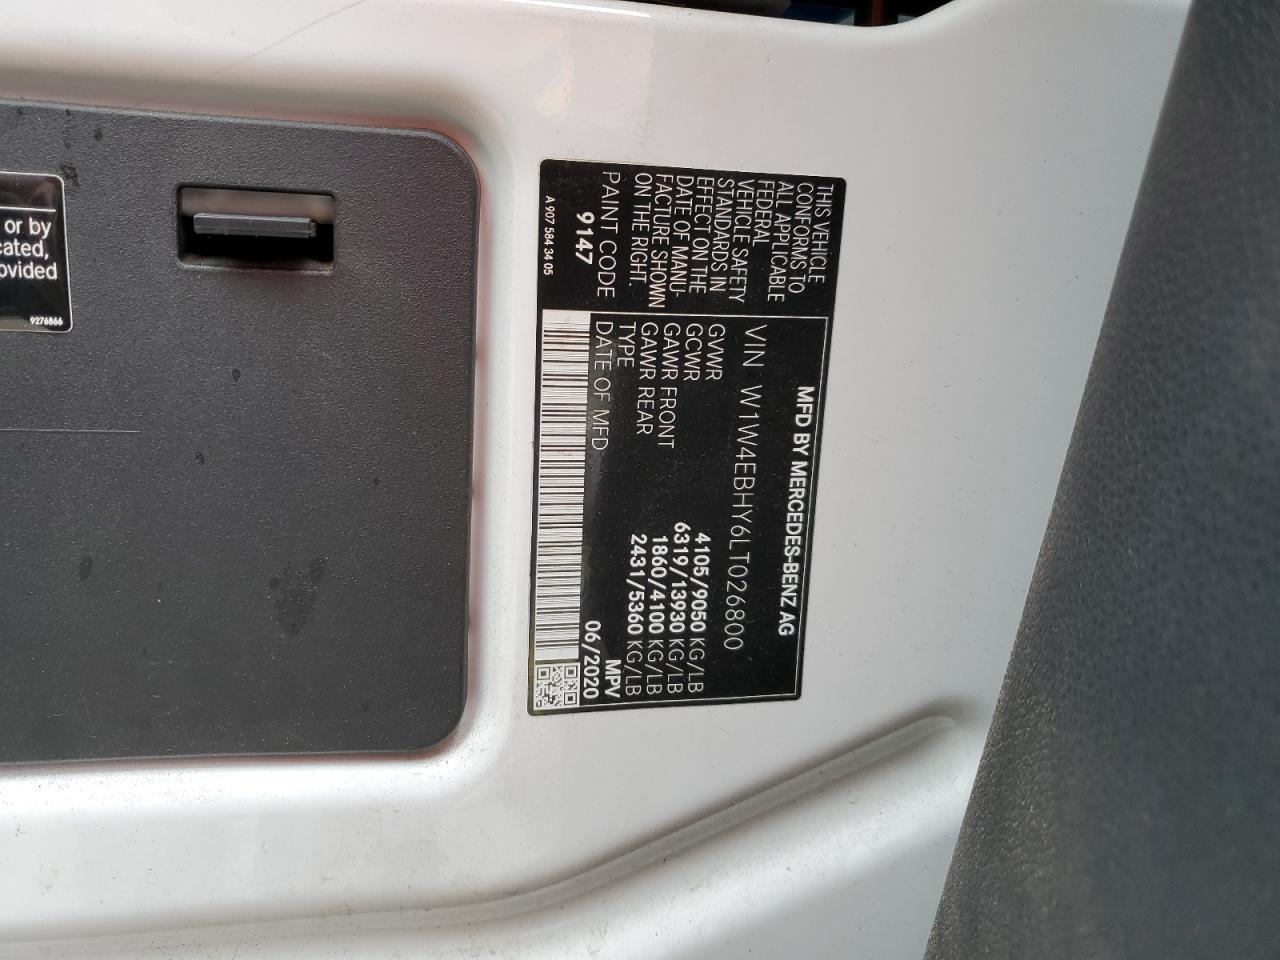 THIS VEHICLE
CONFORMS TO
ALL APPLICABLE
FEDERAL
VEHICLE SAFETY
STANDARDS IN
EFFECT ON THE
DATE OF MANU-
FACTURE SHOWN
ON THE RIGHT.
PAINT CODE
9147
A 907 584 34 05
MFD BY MERCEDES-BENZ AG
VIN W1W4EBHY6LT026800
GVWR 4105/9050 KG/LB
GCWR 6319/13930 KG/LB
GAWR FRONT 1860/4100 KG/LB
GAWR REAR 2431/5360 KG/LB
TYPE MPV
DATE OF MFD 06/2020
or by
cated,
ovided
9276866